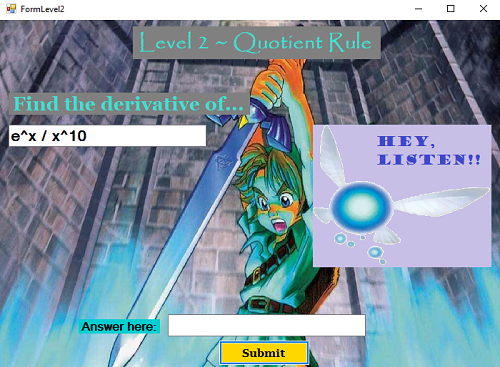 FormLevel2
Level 2 ~ Quotient Rule
Find the derivative of...
e^x / x^10
HEY,
LISTEN!!
Answer here:
Submit